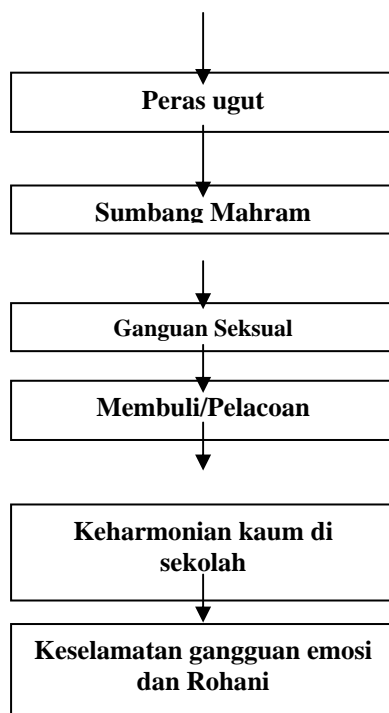 Peras ugut
Sumbang Mahram
Ganguan Seksual
Membuli/Pelacoan
Keharmonian kaum di
sekolah
Keselamatan gangguan emosi
dan Rohani